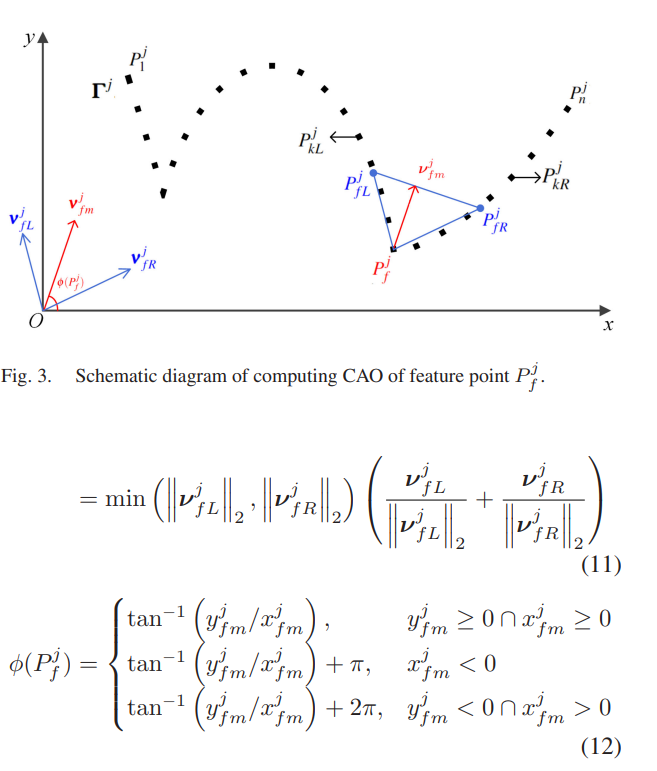 y
P_1^j
Γ^j
P_n^j
P_{kL}^j
P_{kR}^j
P_{fL}^j
ν_{fm}^j
P_{fR}^j
P_f^j
ν_{fL}^j
ν_{fm}^j
ν_{fR}^j
ϕ(P_f^j)
O
x
Fig. 3. Schematic diagram of computing CAO of feature point P_f^j.
= min (‖ν_{fL}^j‖_2, ‖ν_{fR}^j‖_2) (ν_{fL}^j / ‖ν_{fL}^j‖_2 + ν_{fR}^j / ‖ν_{fR}^j‖_2)
(11)
ϕ(P_f^j) = { tan^{-1} (y_{fm}^j/x_{fm}^j), y_{fm}^j ≥ 0 ∩ x_{fm}^j ≥ 0
tan^{-1} (y_{fm}^j/x_{fm}^j) + π, x_{fm}^j < 0
tan^{-1} (y_{fm}^j/x_{fm}^j) + 2π, y_{fm}^j < 0 ∩ x_{fm}^j > 0
(12)